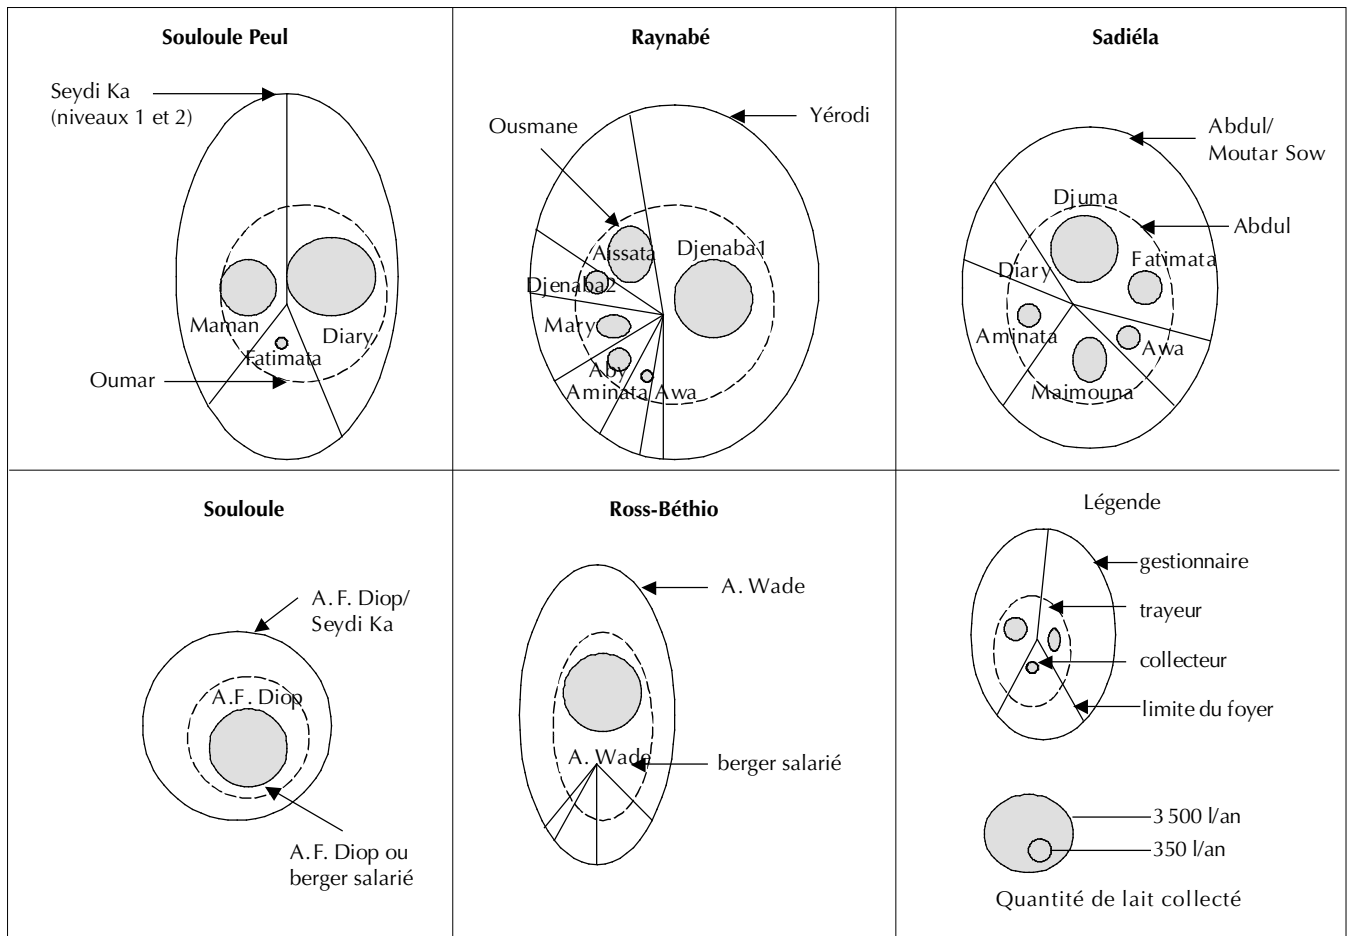 Souloule Peul
Seydi Ka
(niveaux 1 et 2)
Maman
Diary
Fatimata
Oumar
Raynabé
Ousmane
Yérodi
Aissata
Djenaba1
Djenaba2
Mary
Aby
Aminata
Awa
Sadiéla
Abdul/
Moutar Sow
Djuma
Abdul
Fatimata
Diary
Aminata
Awa
Maimouna
Souloule
A. F. Diop/
Seydi Ka
A.F. Diop
A.F. Diop ou
berger salarié
Ross-Béthio
A. Wade
A. Wade
berger salarié
Légende
gestionnaire
trayeur
collecteur
limite du foyer
3 500 l/an
350 l/an
Quantité de lait collecté